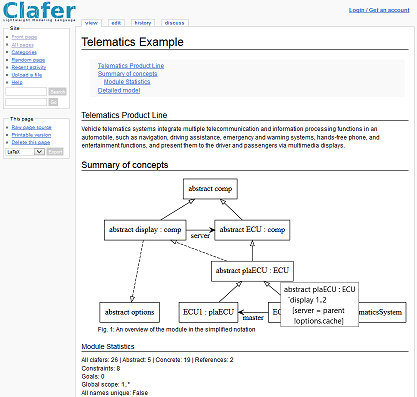 Clafer
Lightweight Modeling Language
Login / Get an account
view edit history discuss
Site
Front page
All pages
Categories
Random page
Recent activity
Upload a file
Help
Search
Go
This page
Raw page source
Printable version
Delete this page
LaTeX
Export
Telematics Example
Telematics Product Line
Summary of concepts
Module Statistics
Detailed model
Telematics Product Line
Vehicle telematics systems integrate multiple telecommunication and information processing functions in an
automobile, such as navigation, driving assistance, emergency and warning systems, hands-free phone, and
entertainment functions, and present them to the driver and passengers via multimedia displays.
Summary of concepts
abstract comp
abstract display : comp
server
abstract ECU : comp
abstract plaECU : ECU
abstract options
ECU1 : plaECU
master
maticsSystem
abstract plaECU : ECU
`display 1..2
[server = parent
!options.cache]
Fig. 1: An overview of the module in the simplified notation
Module Statistics
All clafers: 26 | Abstract: 5 | Concrete: 19 | References: 2
Constraints: 8
Goals: 0
Global scope: 1..*
All names unique: False